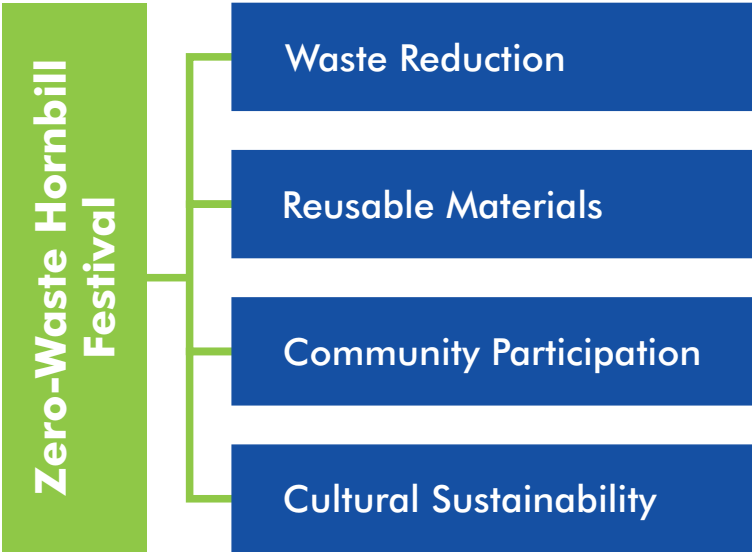 Zero-Waste Hornbill
Festival
Waste Reduction
Reusable Materials
Community Participation
Cultural Sustainability